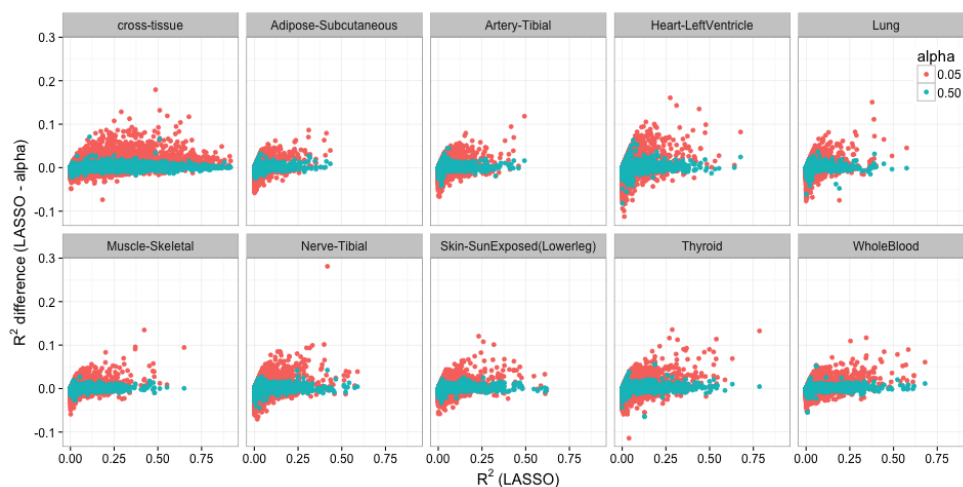 cross-tissue Adipose-Subcutaneous Artery-Tibial Heart-LeftVentricle Lung
0.3
0.2
0.1
0.0
-0.1
alpha
0.05
0.50
R² difference (LASSO - alpha)
Muscle-Skeletal Nerve-Tibial Skin-SunExposed(Lowerleg) Thyroid WholeBlood
0.3
0.2
0.1
0.0
-0.1
0.00 0.25 0.50 0.75 0.00 0.25 0.50 0.75 0.00 0.25 0.50 0.75 0.00 0.25 0.50 0.75 0.00 0.25 0.50 0.75
R² (LASSO)